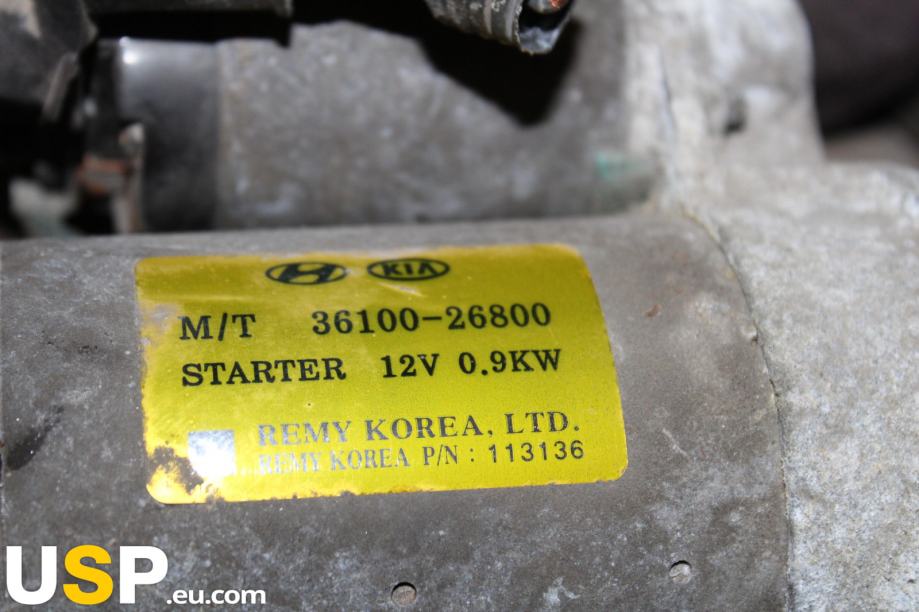 H KIA
M/T 36100-26800
STARTER 12V 0.9KW
REMY KOREA, LTD.
REMY KOREA P/N : 113136
USP.eu.com